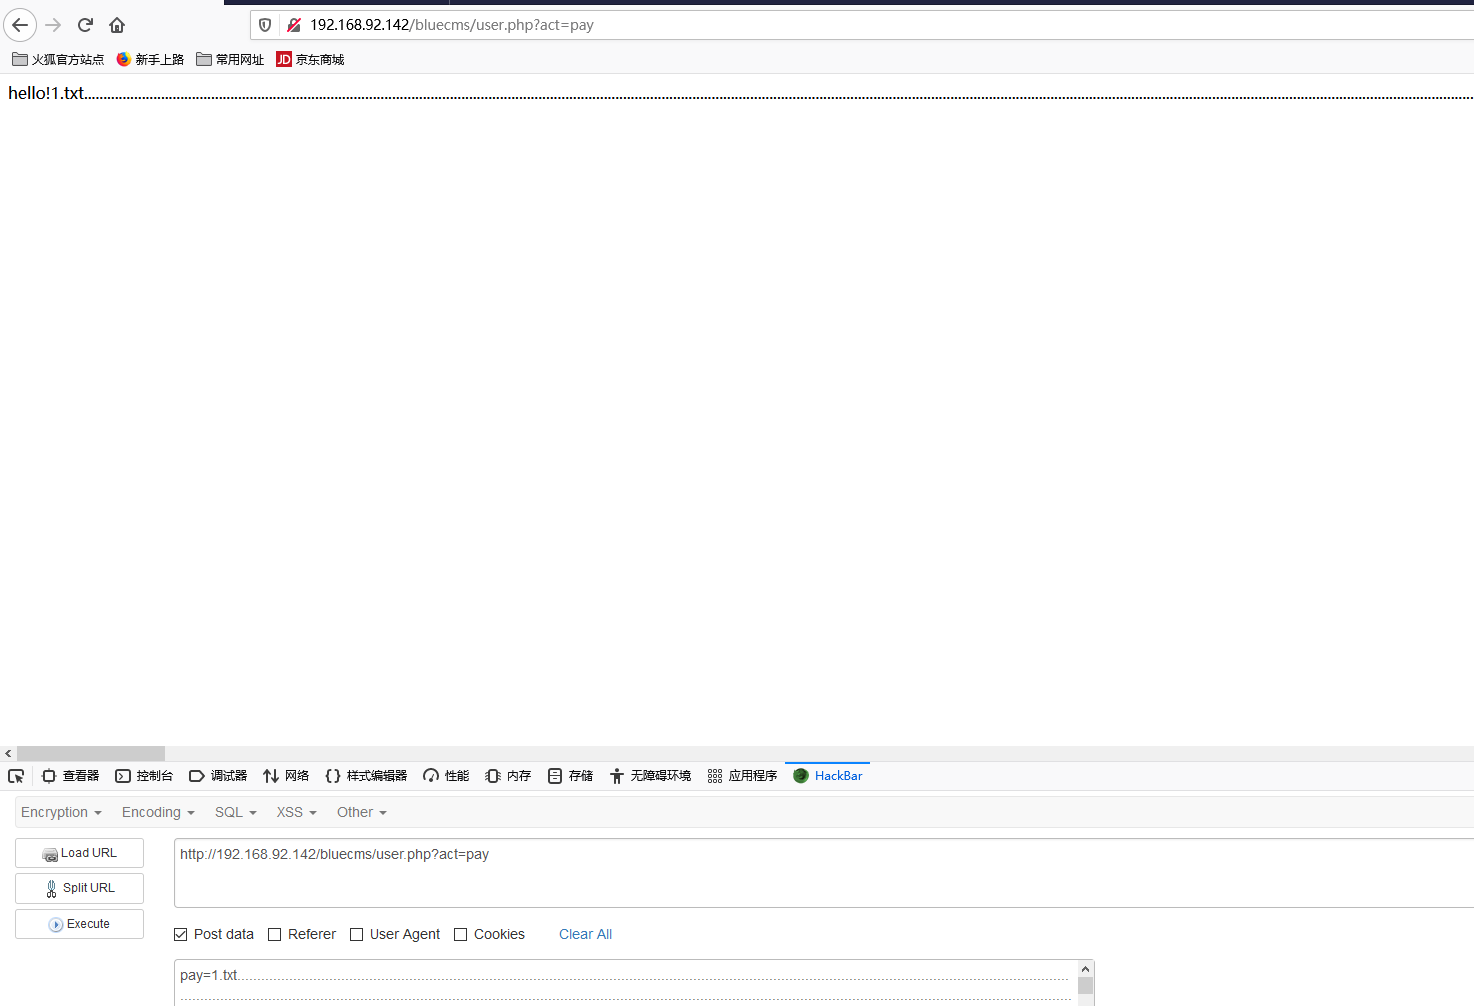 192.168.92.142/bluecms/user.php?act=pay
火狐官方站点 新手上路 常用网址 JD 京东商城
hello!1.txt................................................................................................................................................................................................................................................................................................................................................................
查看器 控制台 调试器 网络 样式编辑器 性能 内存 存储 无障碍环境 应用程序 HackBar
Encryption Encoding SQL XSS Other
Load URL
http://192.168.92.142/bluecms/user.php?act=pay
Split URL
Execute
Post data Referer User Agent Cookies Clear All
pay=1.txt................................................................................................................................................................................................................
................................................................................................................................................................................................................................